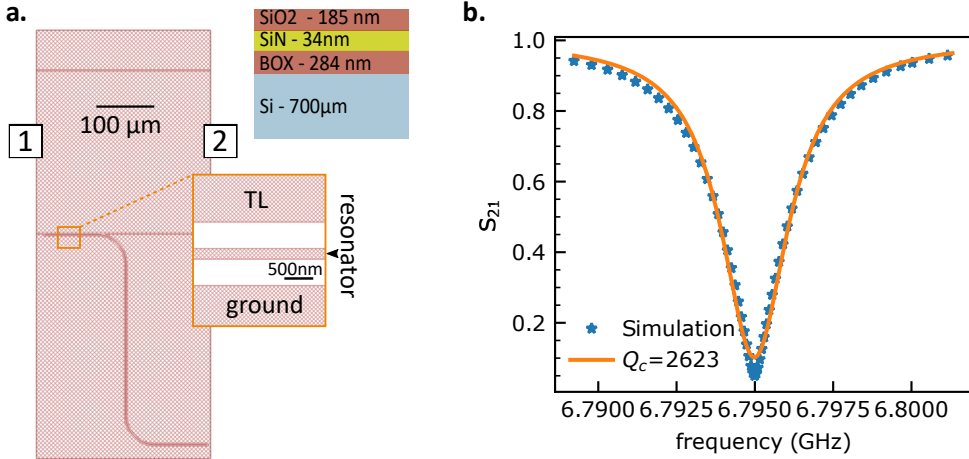 a.
SiO2 - 185 nm
SiN - 34nm
BOX - 284 nm
Si - 700µm
100 µm
1
2
TL
500nm
ground
resonator
b.
S21
1.0
0.8
0.6
0.4
0.2
Simulation
Qc=2623
6.7900 6.7925 6.7950 6.7975 6.8000
frequency (GHz)